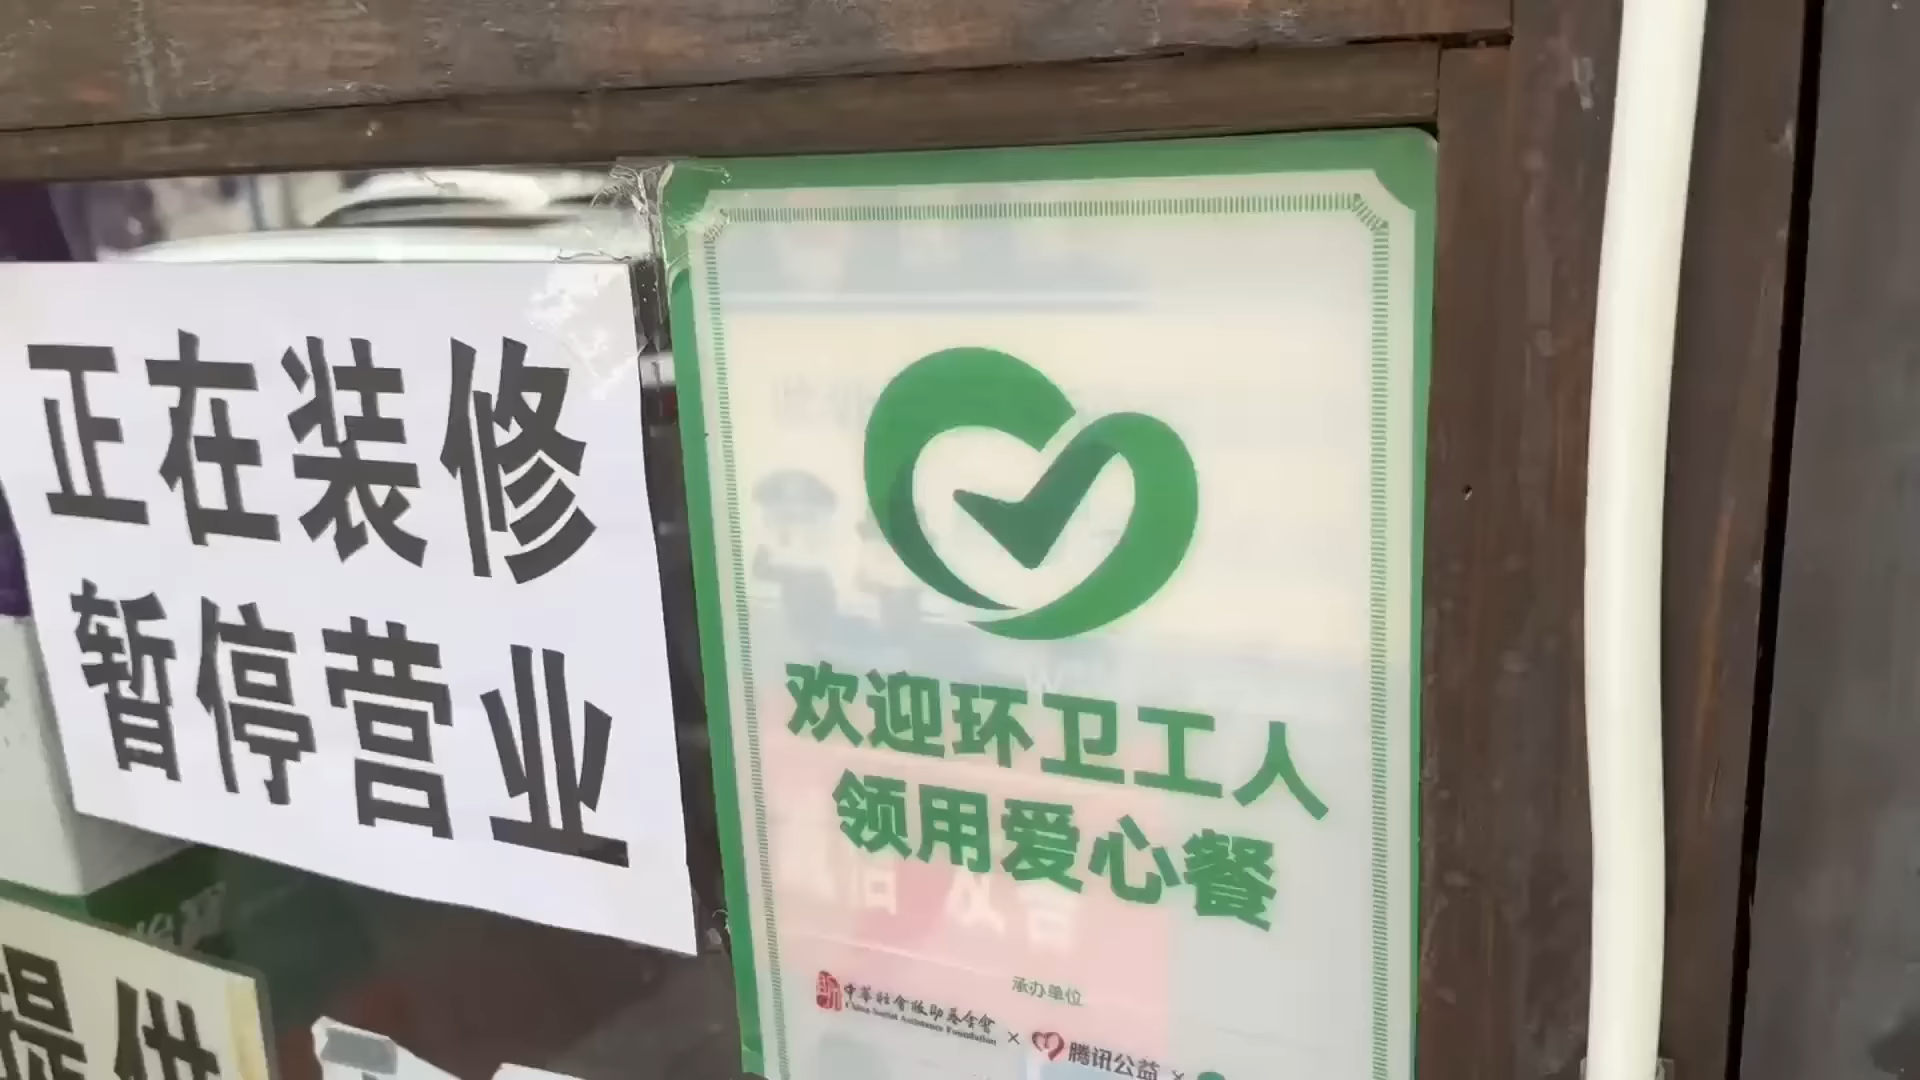 正在装修
暂停营业
欢迎环卫工人
领用爱心餐
承办单位
中华社会救助基金会
China Social Assistance Foundation
×
腾讯公益
×
提供